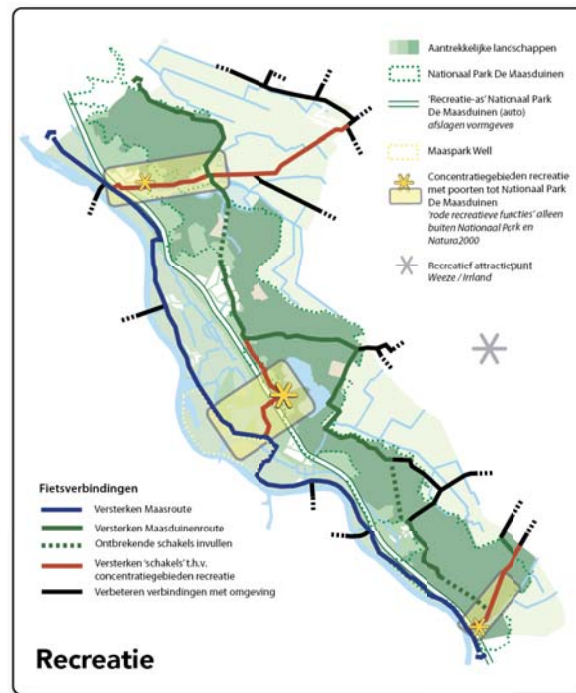 Aantrekkelijke landschappen
Nationaal Park De Maasduinen
'Recreatie-as' Nationaal Park
De Maasduinen (auto)
afslagen vormgeven
Maaspark Well
Concentratiegebieden recreatie
met poorten tot Nationaal Park
De Maasduinen
'rode recreatieve functies' alleen
buiten Nationaal Perk en
Natura2000
Recreatief attractiepunt
Weeze / Irrland
Fietsverbindingen
Versterken Maasroute
Versterken Maasduinenroute
Ontbrekende schakels invullen
Versterken 'schakels' t.h.v.
concentratiegebieden recreatie
Verbeteren verbindingen met omgeving
Recreatie